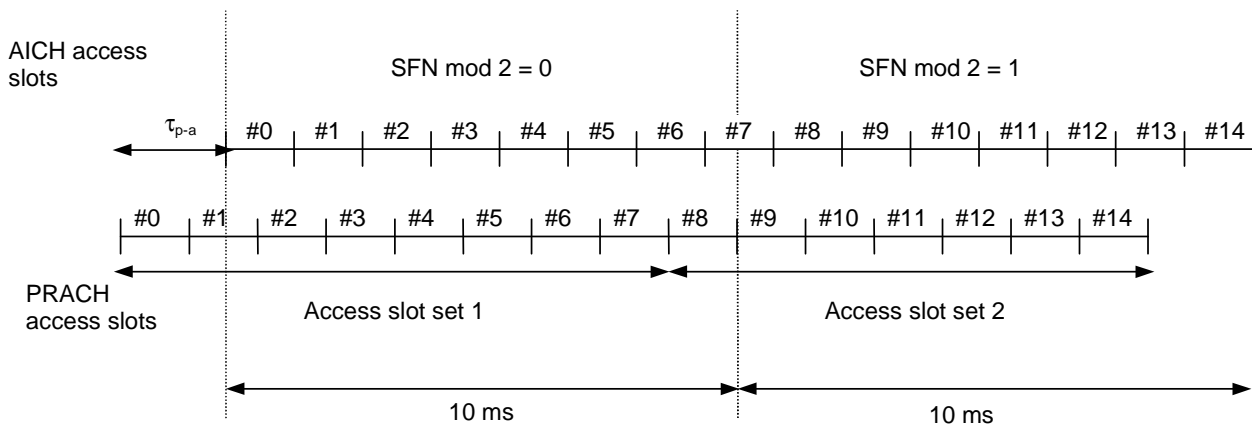 AICH access
slots
SFN mod 2 = 0
SFN mod 2 = 1
τp-a
#0 #1 #2 #3 #4 #5 #6 #7 #8 #9 #10 #11 #12 #13 #14
#0 #1 #2 #3 #4 #5 #6 #7 #8 #9 #10 #11 #12 #13 #14
PRACH
access slots
Access slot set 1
Access slot set 2
10 ms
10 ms